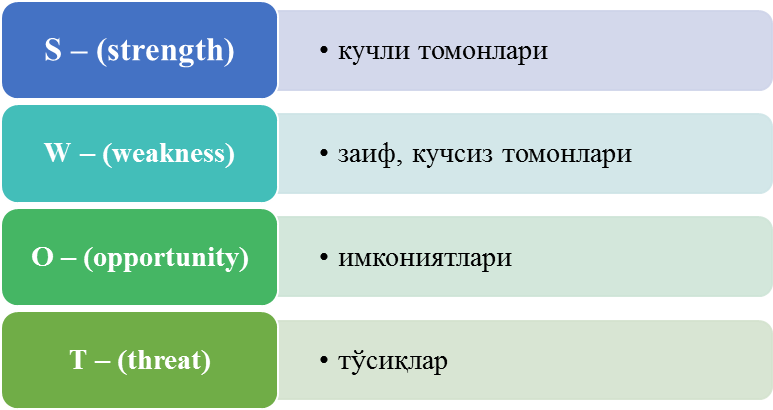 S – (strength)
• кучли томонлари
W – (weakness)
• заиф, кучсиз томонлари
O – (opportunity)
• имкониятлари
T – (threat)
• тўсиқлар